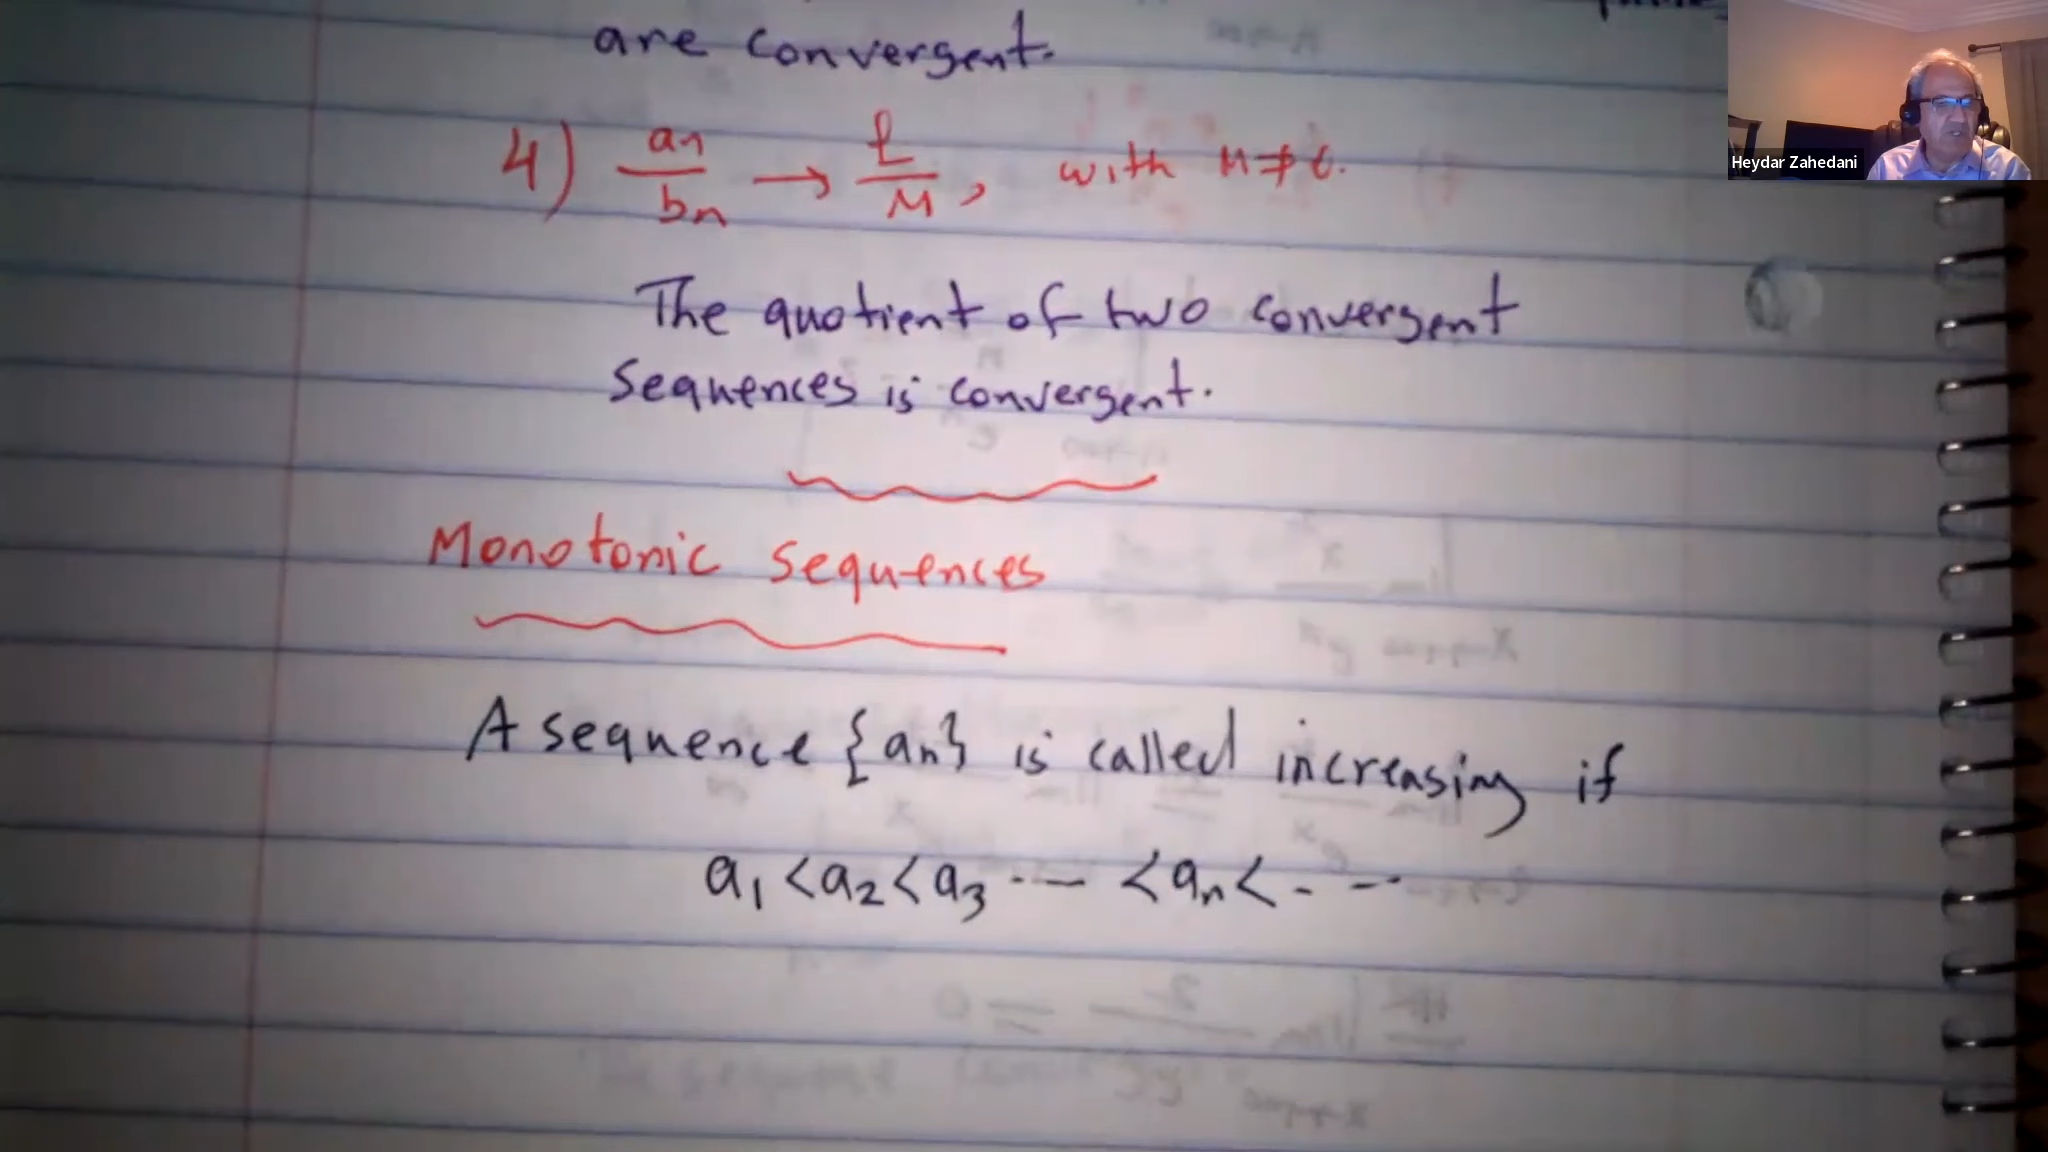 are convergent.
Heydar Zahedani
4) an/bn → L/M, with M ≠ 0.
The quotient of two convergent
sequences is convergent.
Monotonic sequences
A sequence {an} is called increasing if
a1 < a2 < a3 ---- < an < - --